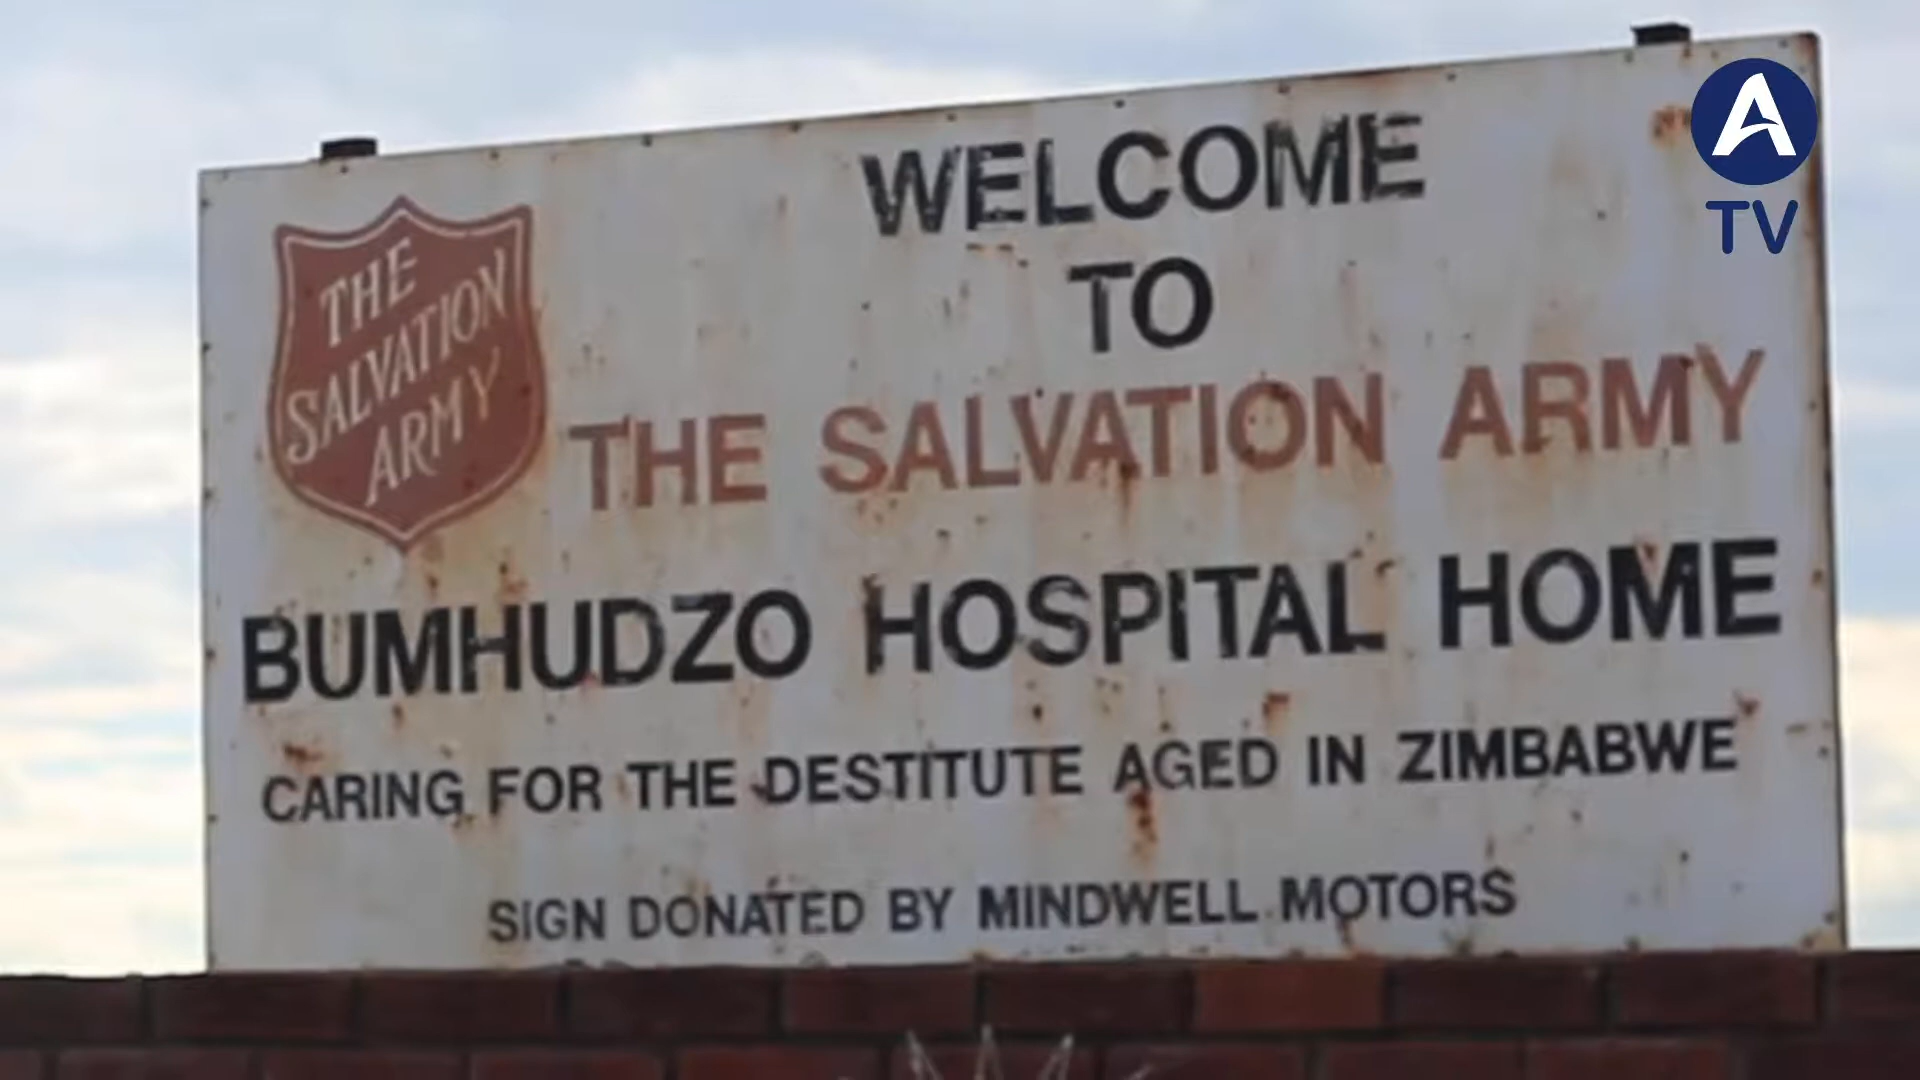 WELCOME
TO
THE
SALVATION
ARMY
THE SALVATION ARMY
BUMHUDZO HOSPITAL HOME
CARING FOR THE DESTITUTE AGED IN ZIMBABWE
SIGN DONATED BY MINDWELL MOTORS
A
TV